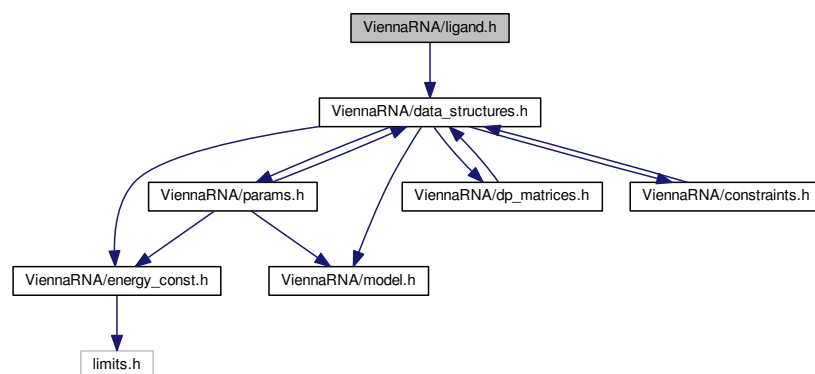 ViennaRNA/ligand.h
ViennaRNA/data_structures.h
ViennaRNA/params.h
ViennaRNA/dp_matrices.h
ViennaRNA/constraints.h
ViennaRNA/energy_const.h
ViennaRNA/model.h
limits.h